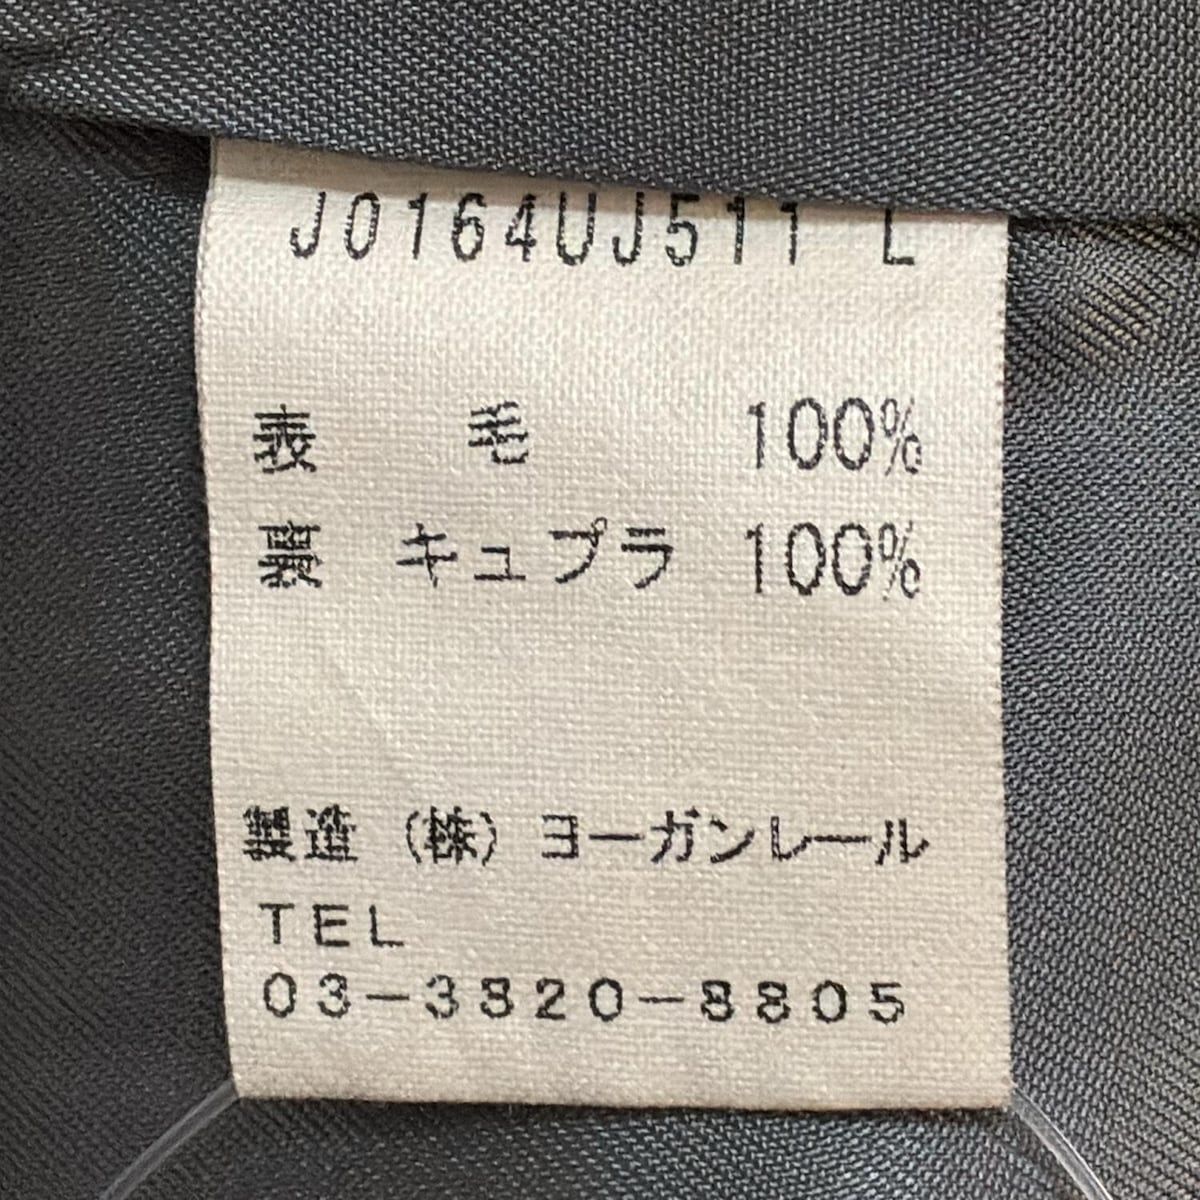 J0164UJ511 L
表 毛 100%
裏 キュプラ 100%
製造 (株) ヨーガンレール
TEL
03-3820-8805